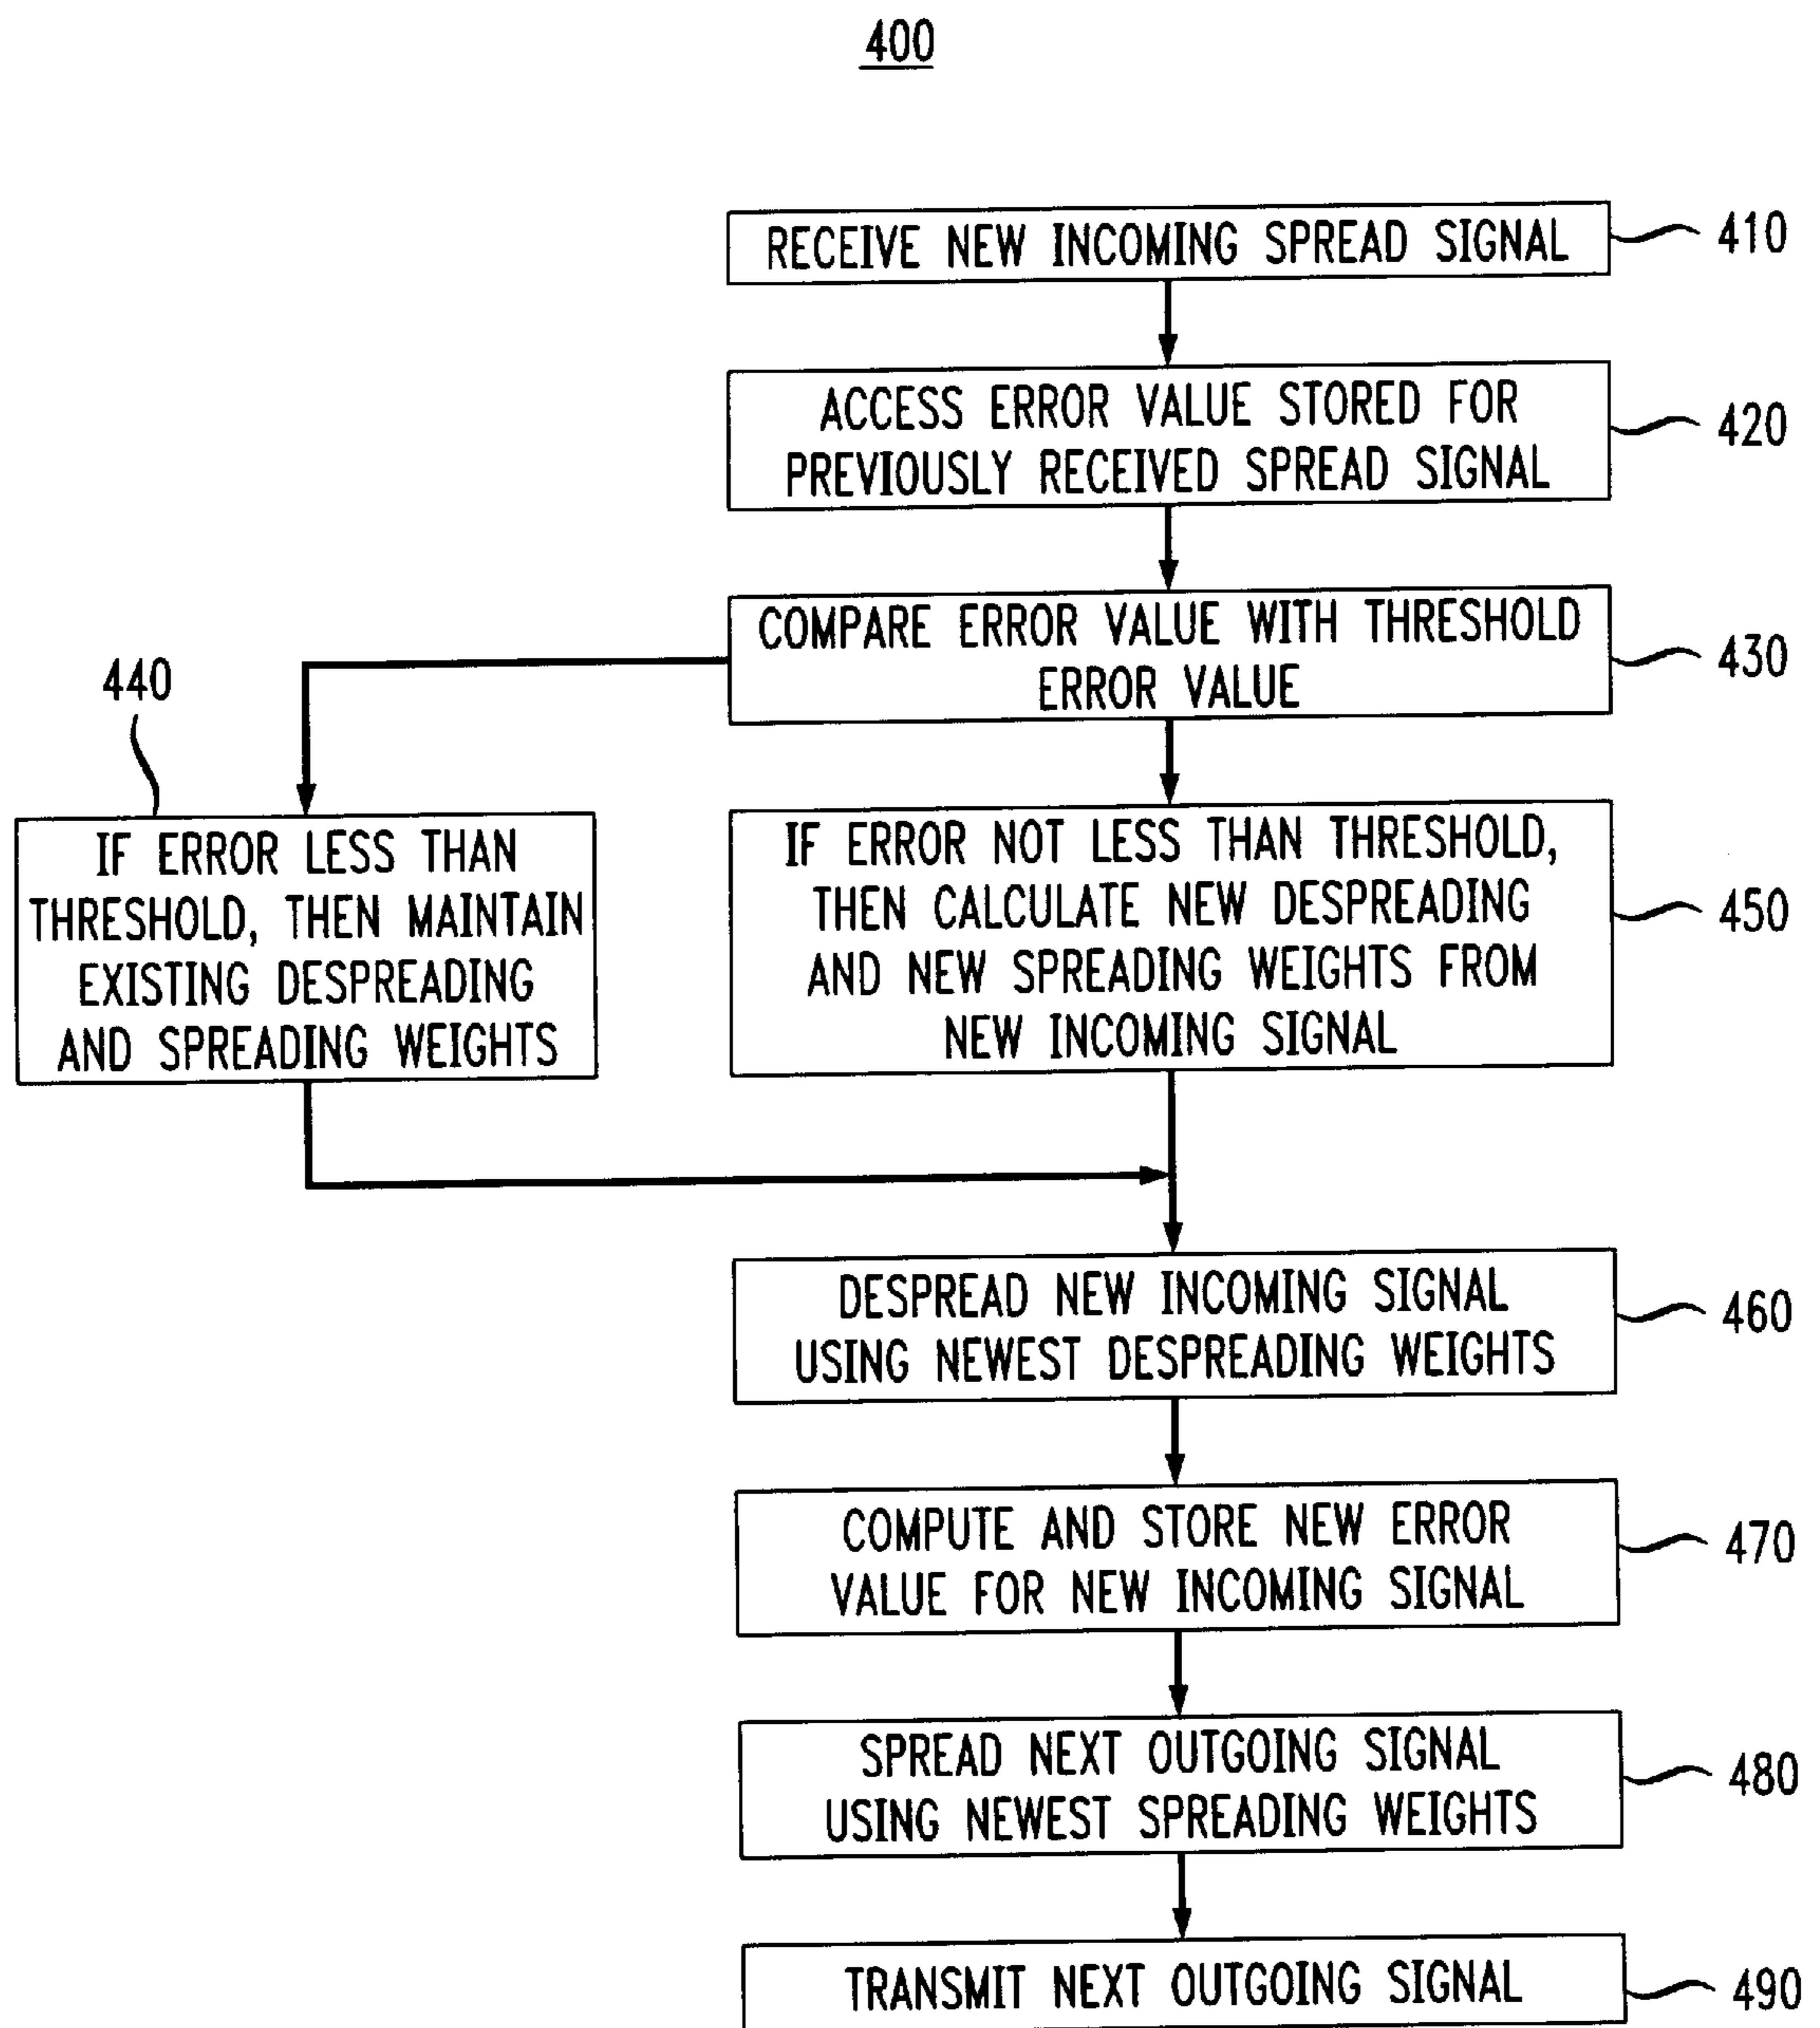 400
RECEIVE NEW INCOMING SPREAD SIGNAL
410
ACCESS ERROR VALUE STORED FOR
PREVIOUSLY RECEIVED SPREAD SIGNAL
420
COMPARE ERROR VALUE WITH THRESHOLD
ERROR VALUE
430
440
IF ERROR LESS THAN
THRESHOLD, THEN MAINTAIN
EXISTING DESPREADING
AND SPREADING WEIGHTS
IF ERROR NOT LESS THAN THRESHOLD,
THEN CALCULATE NEW DESPREADING
AND NEW SPREADING WEIGHTS FROM
NEW INCOMING SIGNAL
450
DESPREAD NEW INCOMING SIGNAL
USING NEWEST DESPREADING WEIGHTS
460
COMPUTE AND STORE NEW ERROR
VALUE FOR NEW INCOMING SIGNAL
470
SPREAD NEXT OUTGOING SIGNAL
USING NEWEST SPREADING WEIGHTS
480
TRANSMIT NEXT OUTGOING SIGNAL
490